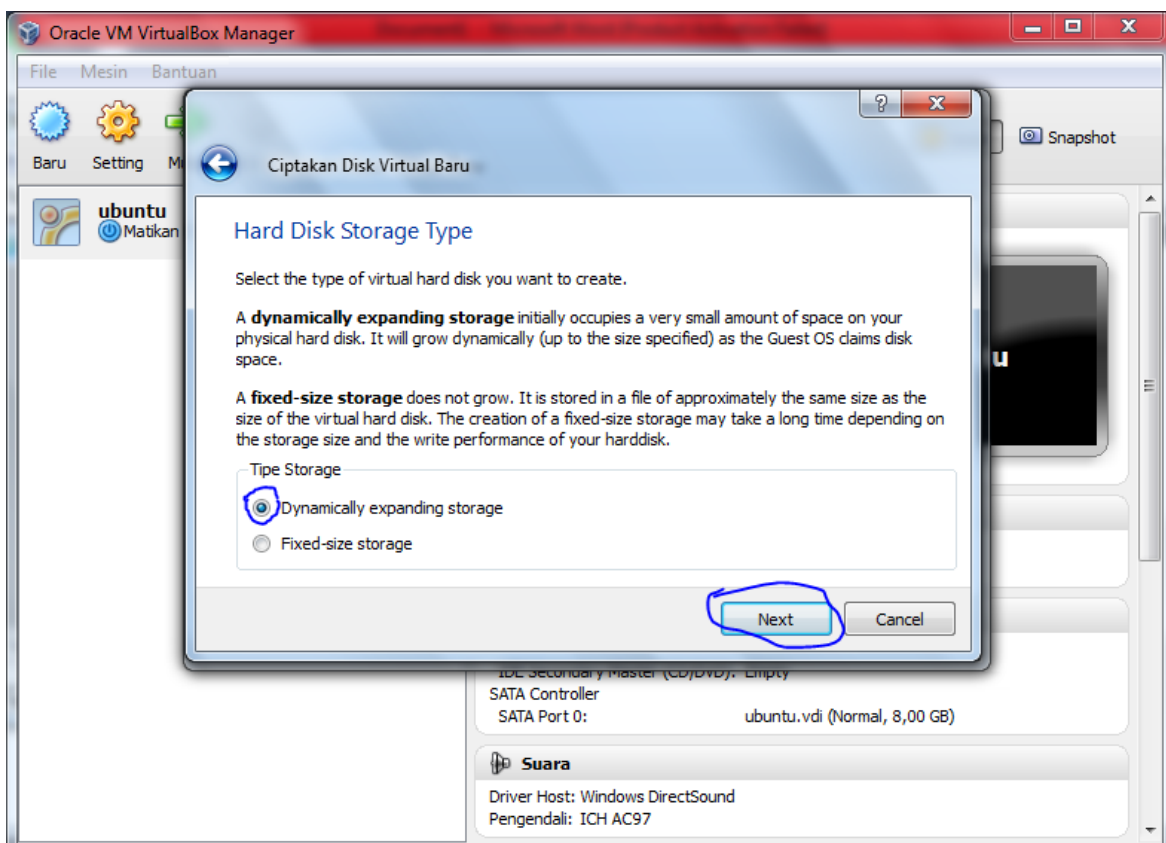 Oracle VM VirtualBox Manager
File Mesin Bantuan
Baru Setting
Snapshot
ubuntu
Matikan
Ciptakan Disk Virtual Baru
Hard Disk Storage Type
Select the type of virtual hard disk you want to create.
A dynamically expanding storage initially occupies a very small amount of space on your
physical hard disk. It will grow dynamically (up to the size specified) as the Guest OS claims disk
space.
A fixed-size storage does not grow. It is stored in a file of approximately the same size as the
size of the virtual hard disk. The creation of a fixed-size storage may take a long time depending on
the storage size and the write performance of your harddisk.
Tipe Storage
Dynamically expanding storage
Fixed-size storage
Next Cancel
u
IDE Secondary Master (CD/DVD): Empty
SATA Controller
SATA Port 0: ubuntu.vdi (Normal, 8,00 GB)
Suara
Driver Host: Windows DirectSound
Pengendali: ICH AC97